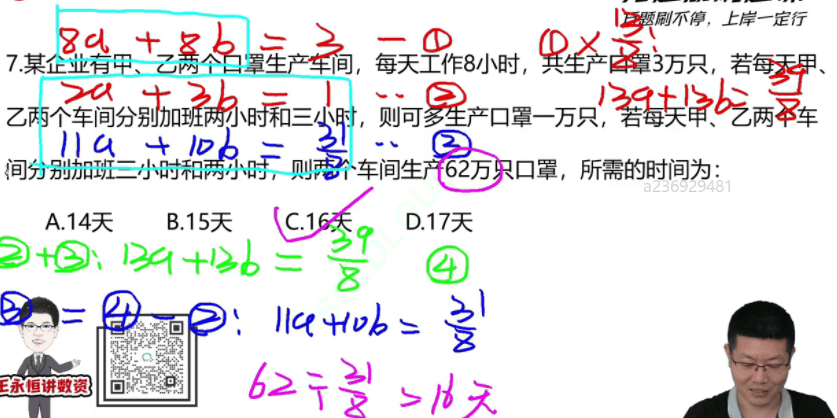 百题刷不停，上岸一定行
8a + 8b = 3 - ①
① × 13/8:
7.某企业有甲、乙两个口罩生产车间，每天工作8小时，共生产口罩3万只，若每天甲、
2a + 3b = 1 ·· ②
13a+13b= 39/8
乙两个车间分别加班两小时和三小时，则可多生产口罩一万只，若每天甲、乙两个车
11a + 10b = 31/8 ·· ③
间分别加班三小时和两小时，则两个车间生产62万只口罩，所需的时间为：
a236929481
A.14天 B.15天 C.16天 D.17天
②+③: 13a+13b = 39/8 ④
③ = ④ - ②: 11a+10b = 31/8
王永恒讲数资
62 ÷ 31/8 = 16 天